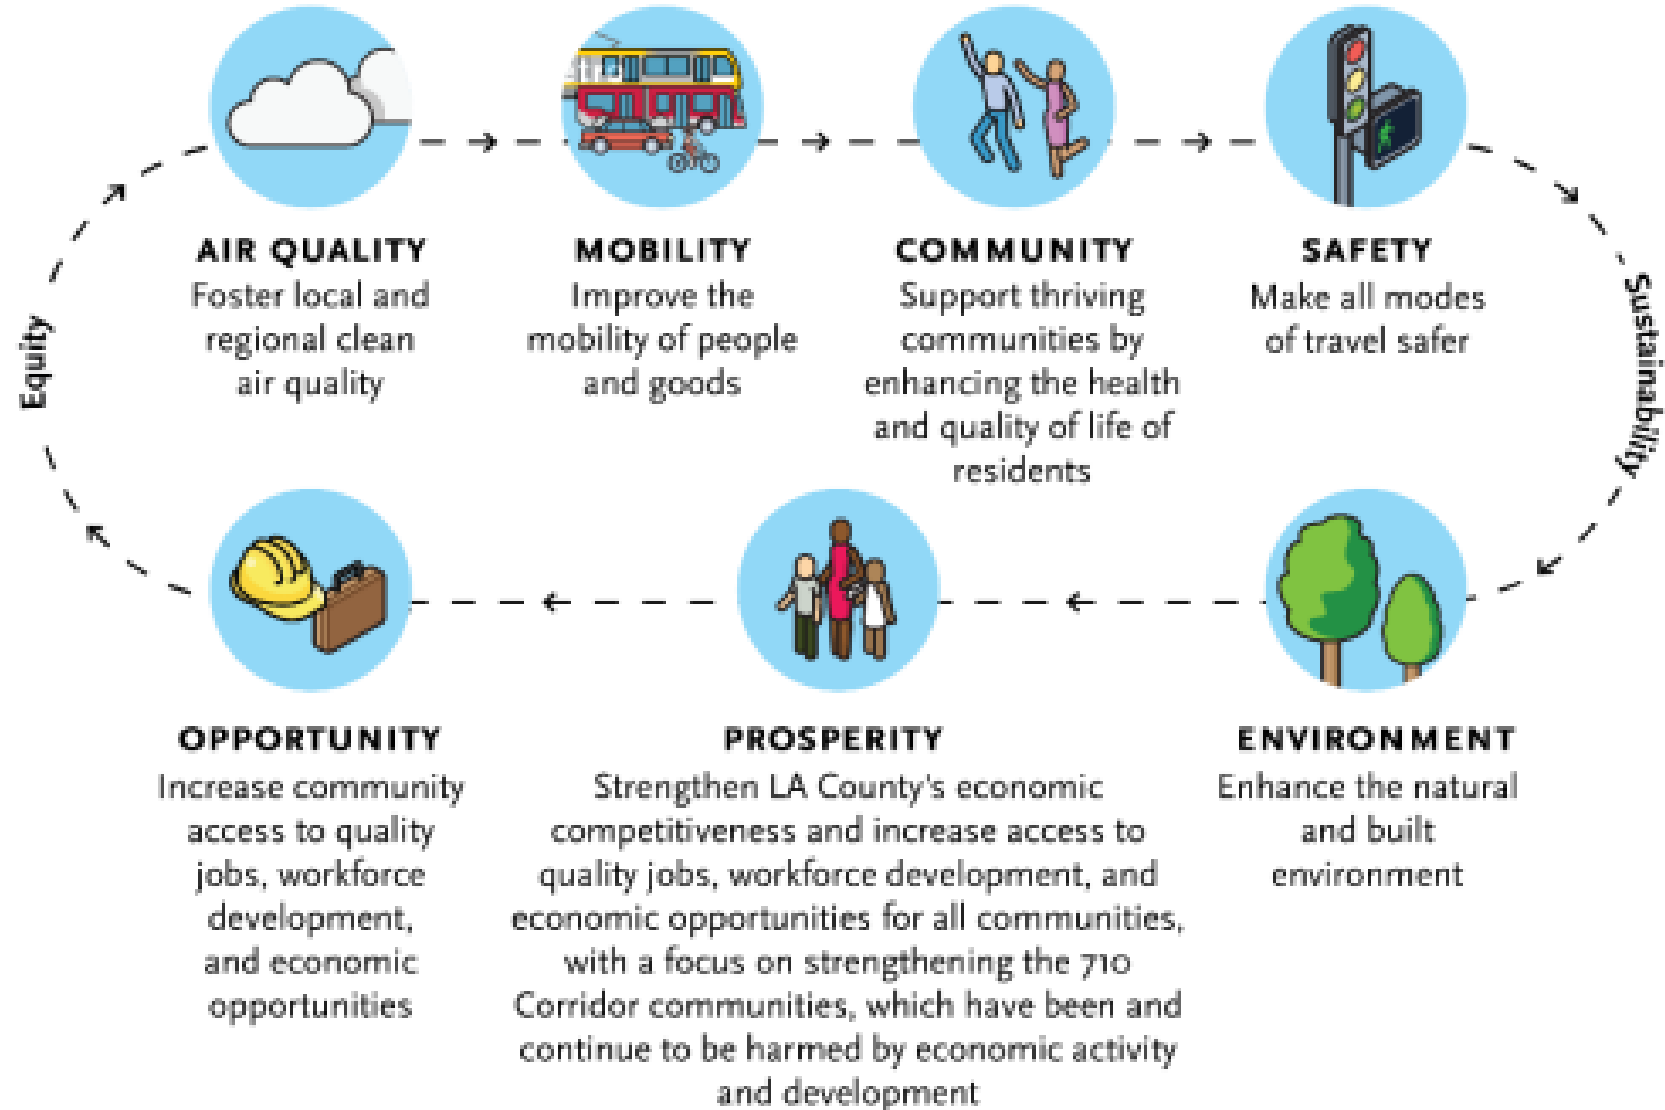 AIR QUALITY
Foster local and
regional clean
air quality
MOBILITY
Improve the
mobility of people
and goods
COMMUNITY
Support thriving
communities by
enhancing the health
and quality of life of
residents
SAFETY
Make all modes
of travel safer
Sustainability
ENVIRONMENT
Enhance the natural
and built
environment
PROSPERITY
Strengthen LA County's economic
competitiveness and increase access to
quality jobs, workforce development, and
economic opportunities for all communities,
with a focus on strengthening the 710
Corridor communities, which have been and
continue to be harmed by economic activity
and development
OPPORTUNITY
Increase community
access to quality
jobs, workforce
development,
and economic
opportunities
Equity